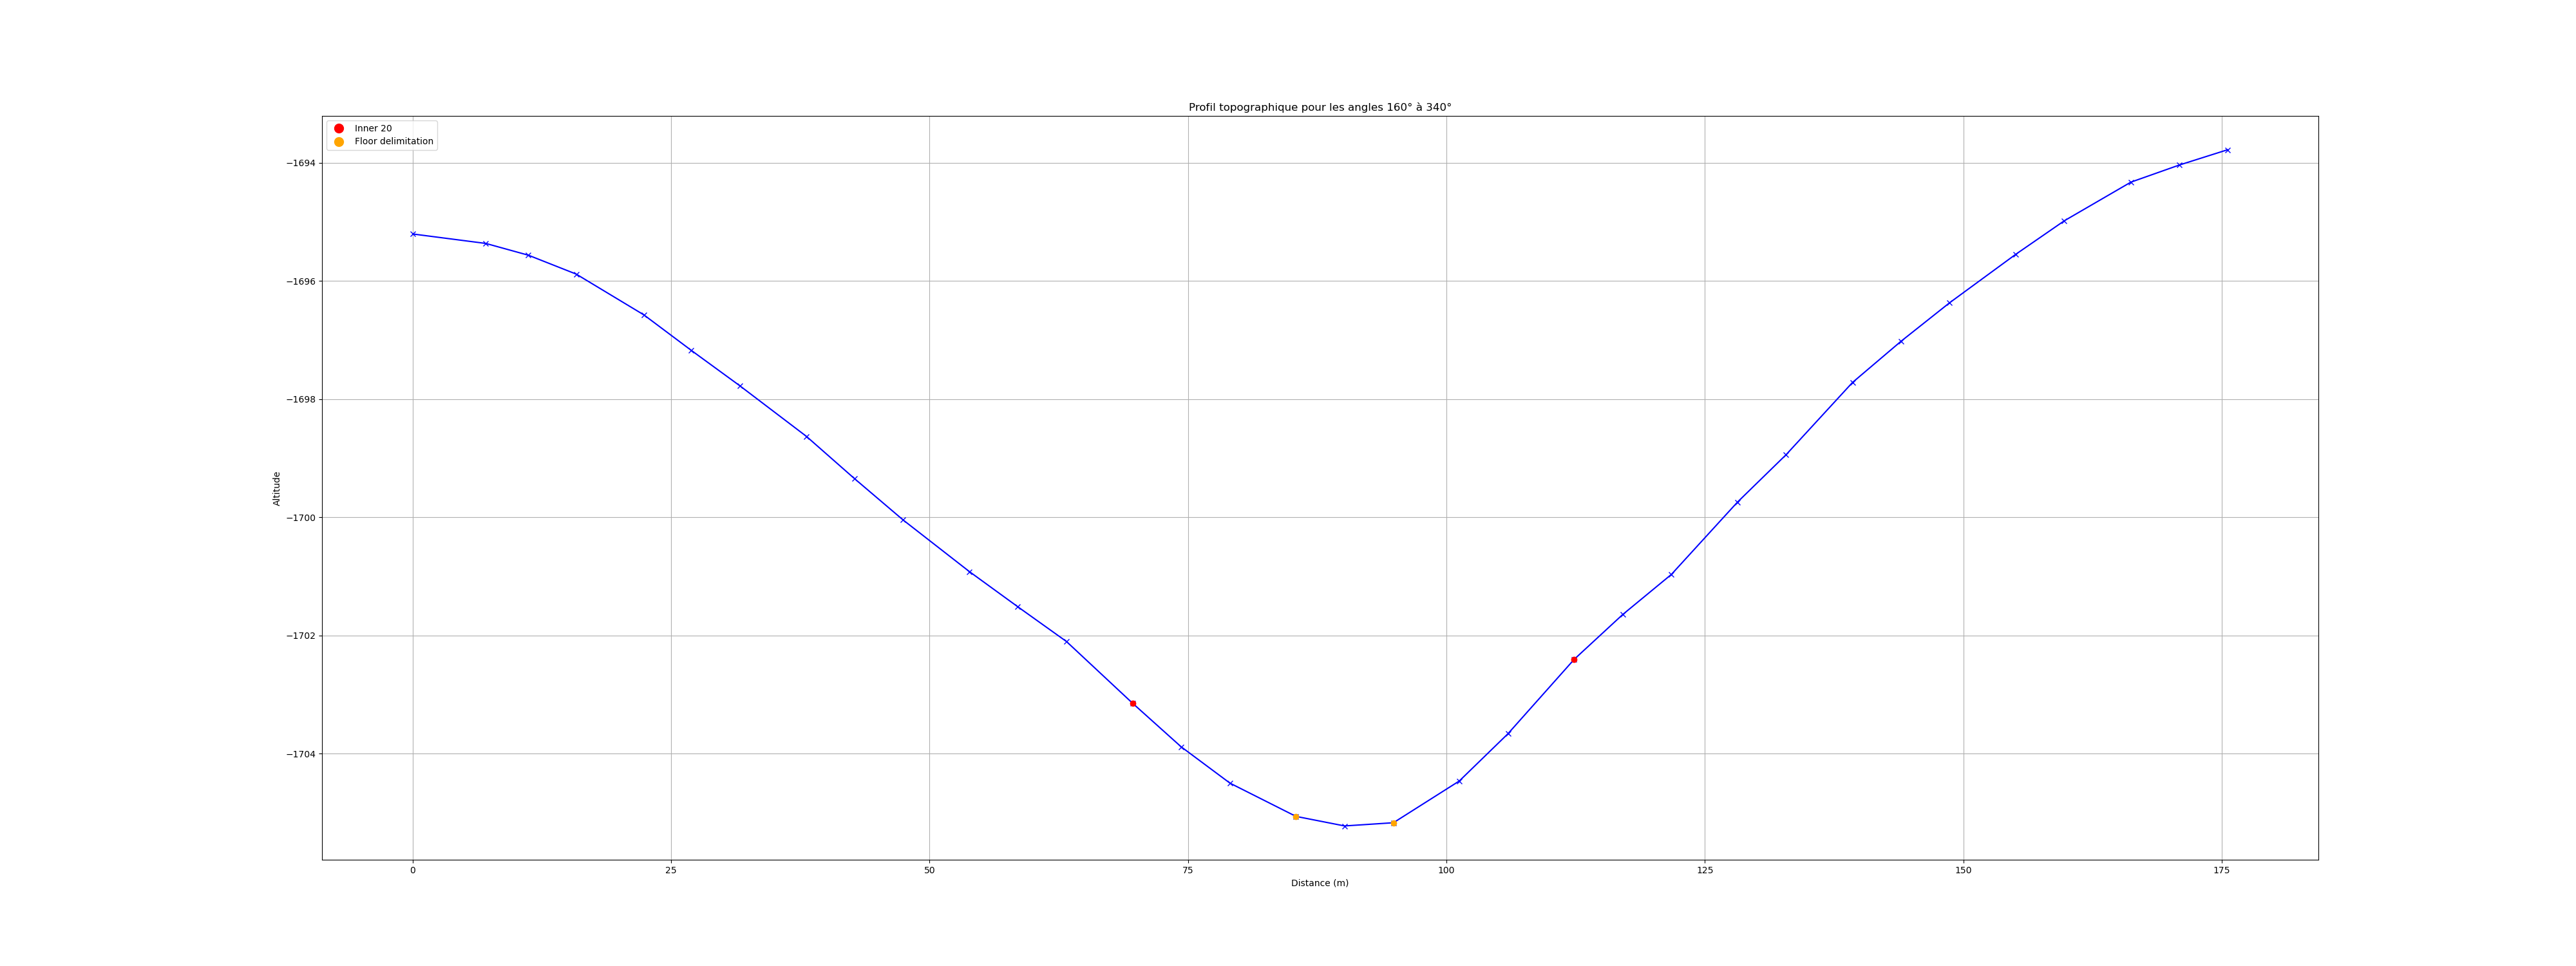 Profil topographique pour les angles 160° à 340°
Inner 20
Floor delimitation
−1694
−1696
−1698
−1700
−1702
−1704
Altitude
0 25 50 75 100 125 150 175
Distance (m)